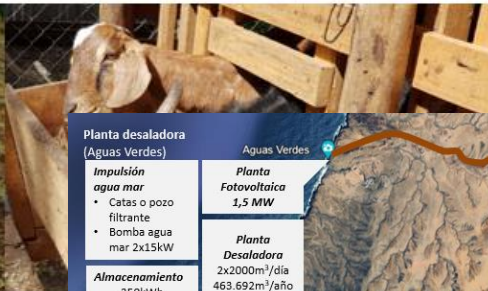 Planta desaladora
(Aguas Verdes)
Aguas Verdes
Impulsión
agua mar
• Catas o pozo
filtrante
• Bomba agua
mar 2x15kW
Almacenamiento
250kWh
Planta
Fotovoltaica
1,5 MW
Planta
Desaladora
2x2000m³/día
463.692m³/año